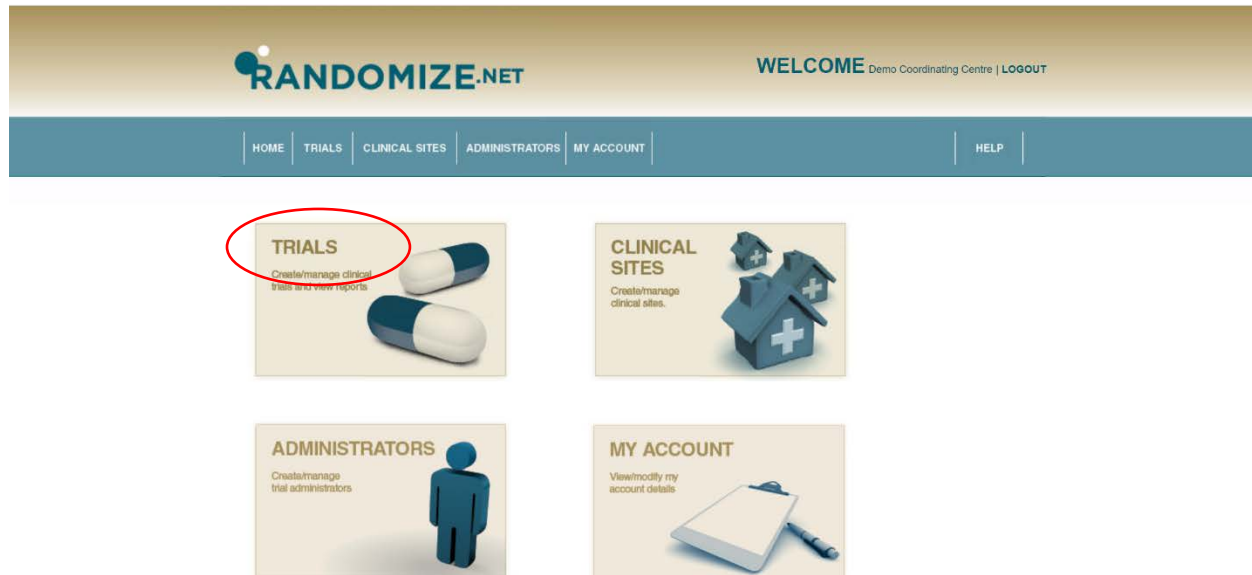 RANDOMIZE.NET
WELCOME Demo Coordinating Centre | LOGOUT
HOME TRIALS CLINICAL SITES ADMINISTRATORS MY ACCOUNT HELP
TRIALS
Create/manage clinical
trials and view reports
CLINICAL
SITES
Create/manage
clinical sites.
ADMINISTRATORS
Create/manage
trial administrators
MY ACCOUNT
View/modify my
account details